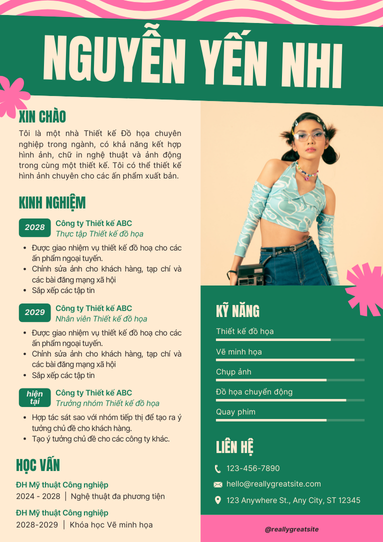 NGUYỄN YẾN NHI
XIN CHÀO
Tôi là một nhà Thiết kế Đồ họa chuyên
nghiệp trong ngành, có khả năng kết hợp
hình ảnh, chữ in nghệ thuật và ảnh động
trong cùng một thiết kế. Tôi có thể thiết kế
hình ảnh chuyên cho các ấn phẩm xuất bản.
KINH NGHIỆM
2028
Công ty Thiết kế ABC
Thực tập Thiết kế đồ họa
• Được giao nhiệm vụ thiết kế đồ hoạ cho các
ấn phẩm ngoại tuyến.
• Chỉnh sửa ảnh cho khách hàng, tạp chí và
các bài đăng mạng xã hội
• Sắp xếp các tập tin
2029
Công ty Thiết kế ABC
Nhân viên Thiết kế đồ họa
• Được giao nhiệm vụ thiết kế đồ hoạ cho các
ấn phẩm ngoại tuyến.
• Chỉnh sửa ảnh cho khách hàng, tạp chí và
các bài đăng mạng xã hội
• Sắp xếp các tập tin
hiện
tại
Công ty Thiết kế ABC
Trưởng nhóm Thiết kế đồ họa
• Hợp tác sát sao với nhóm tiếp thị để tạo ra ý
tưởng chủ đề cho khách hàng.
• Tạo ý tưởng chủ đề cho các công ty khác.
HỌC VẤN
ĐH Mỹ thuật Công nghiệp
2024 - 2028 | Nghệ thuật đa phương tiện
ĐH Mỹ thuật Công nghiệp
2028-2029 | Khóa học Vẽ minh họa
KỸ NĂNG
Thiết kế đồ họa
Vẽ minh họa
Chụp ảnh
Đồ họa chuyển động
Quay phim
LIÊN HỆ
123-456-7890
hello@reallygreatsite.com
123 Anywhere St., Any City, ST 12345
@reallygreatsite